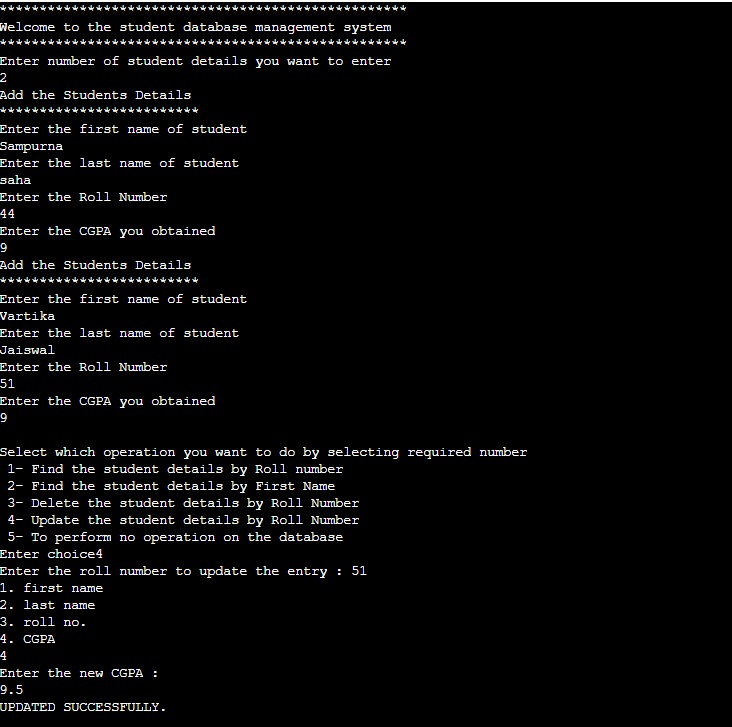 ***************************************************
Welcome to the student database management system
***************************************************
Enter number of student details you want to enter
2
Add the Students Details
*************************
Enter the first name of student
Sampurna
Enter the last name of student
saha
Enter the Roll Number
44
Enter the CGPA you obtained
9
Add the Students Details
*************************
Enter the first name of student
Vartika
Enter the last name of student
Jaiswal
Enter the Roll Number
51
Enter the CGPA you obtained
9
Select which operation you want to do by selecting required number
1- Find the student details by Roll number
2- Find the student details by First Name
3- Delete the student details by Roll Number
4- Update the student details by Roll Number
5- To perform no operation on the database
Enter choice4
Enter the roll number to update the entry : 51
1. first name
2. last name
3. roll no.
4. CGPA
4
Enter the new CGPA :
9.5
UPDATED SUCCESSFULLY.